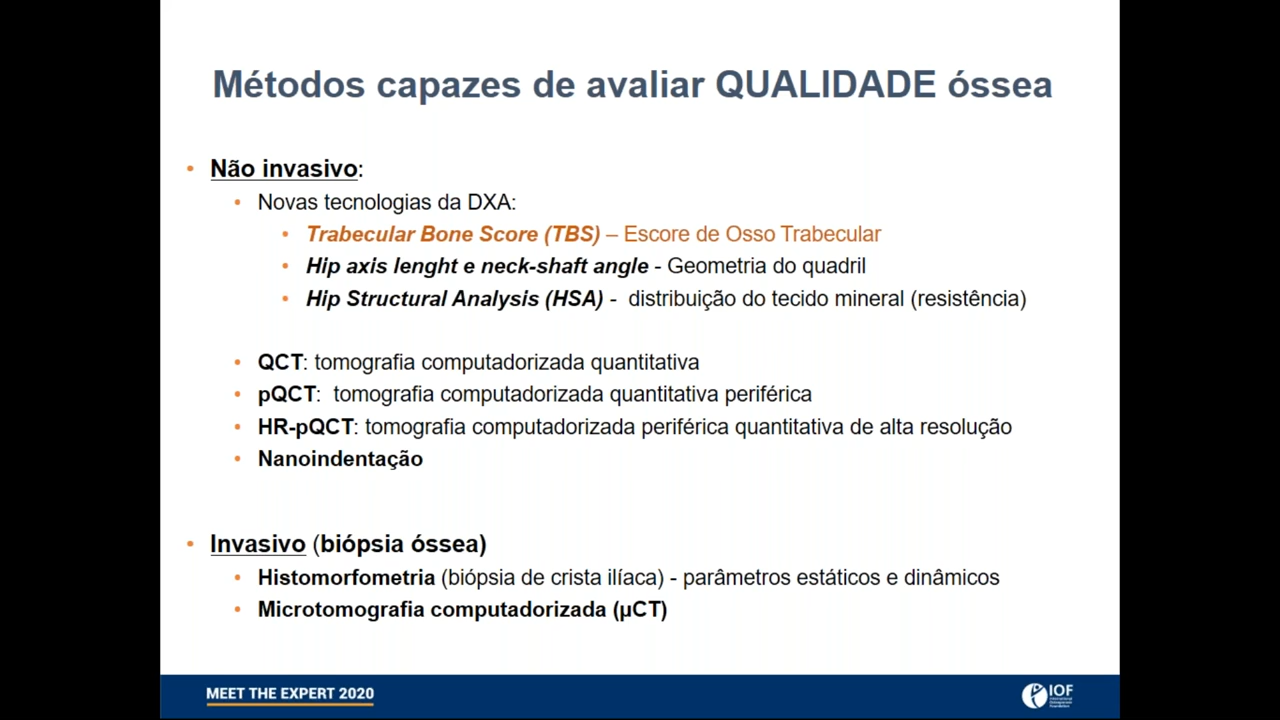 Métodos capazes de avaliar QUALIDADE óssea
• Não invasivo:
• Novas tecnologias da DXA:
• Trabecular Bone Score (TBS) – Escore de Osso Trabecular
• Hip axis lenght e neck-shaft angle - Geometria do quadril
• Hip Structural Analysis (HSA) - distribuição do tecido mineral (resistência)
• QCT: tomografia computadorizada quantitativa
• pQCT: tomografia computadorizada quantitativa periférica
• HR-pQCT: tomografia computadorizada periférica quantitativa de alta resolução
• Nanoindentação
• Invasivo (biópsia óssea)
• Histomorfometria (biópsia de crista ilíaca) - parâmetros estáticos e dinâmicos
• Microtomografia computadorizada (µCT)
MEET THE EXPERT 2020
IOF
International
Osteoporosis
Foundation